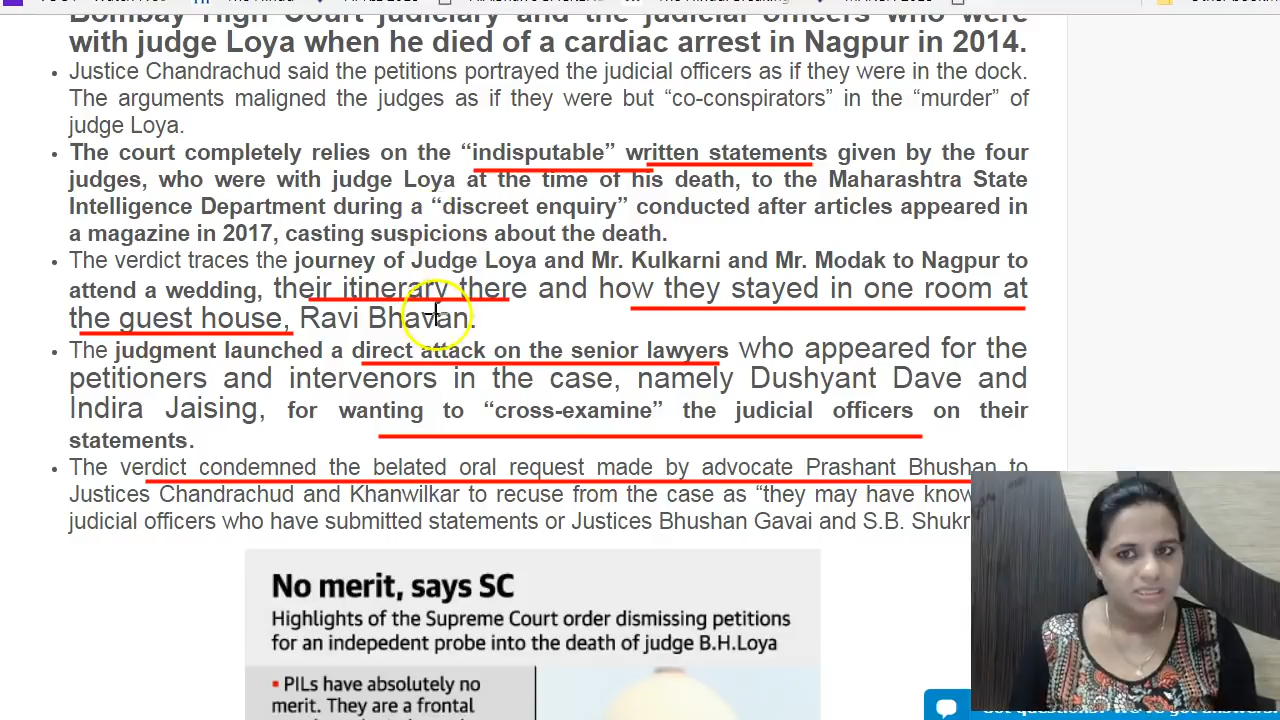 Bombay High Court judiciary and the judicial officers who were
with judge Loya when he died of a cardiac arrest in Nagpur in 2014.
Justice Chandrachud said the petitions portrayed the judicial officers as if they were in the dock.
The arguments maligned the judges as if they were but “co-conspirators” in the “murder” of
judge Loya.
The court completely relies on the “indisputable” written statements given by the four
judges, who were with judge Loya at the time of his death, to the Maharashtra State
Intelligence Department during a “discreet enquiry” conducted after articles appeared in
a magazine in 2017, casting suspicions about the death.
The verdict traces the journey of Judge Loya and Mr. Kulkarni and Mr. Modak to Nagpur to
attend a wedding, their itinerary there and how they stayed in one room at
the guest house, Ravi Bhavan.
The judgment launched a direct attack on the senior lawyers who appeared for the
petitioners and intervenors in the case, namely Dushyant Dave and
Indira Jaising, for wanting to “cross-examine” the judicial officers on their
statements.
The verdict condemned the belated oral request made by advocate Prashant Bhushan to
Justices Chandrachud and Khanwilkar to recuse from the case as “they may have know
judicial officers who have submitted statements or Justices Bhushan Gavai and S.B. Shukr
No merit, says SC
Highlights of the Supreme Court order dismissing petitions
for an indepedent probe into the death of judge B.H.Loya
▪ PILs have absolutely no
merit. They are a frontal